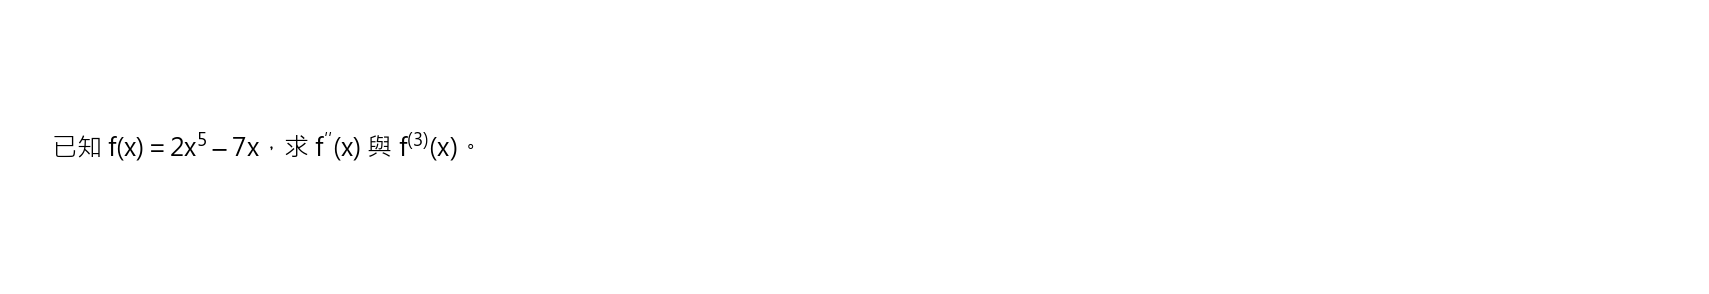 已知 f(x) = 2x⁵ – 7x，求 f′′(x) 與 f⁽³⁾(x)。